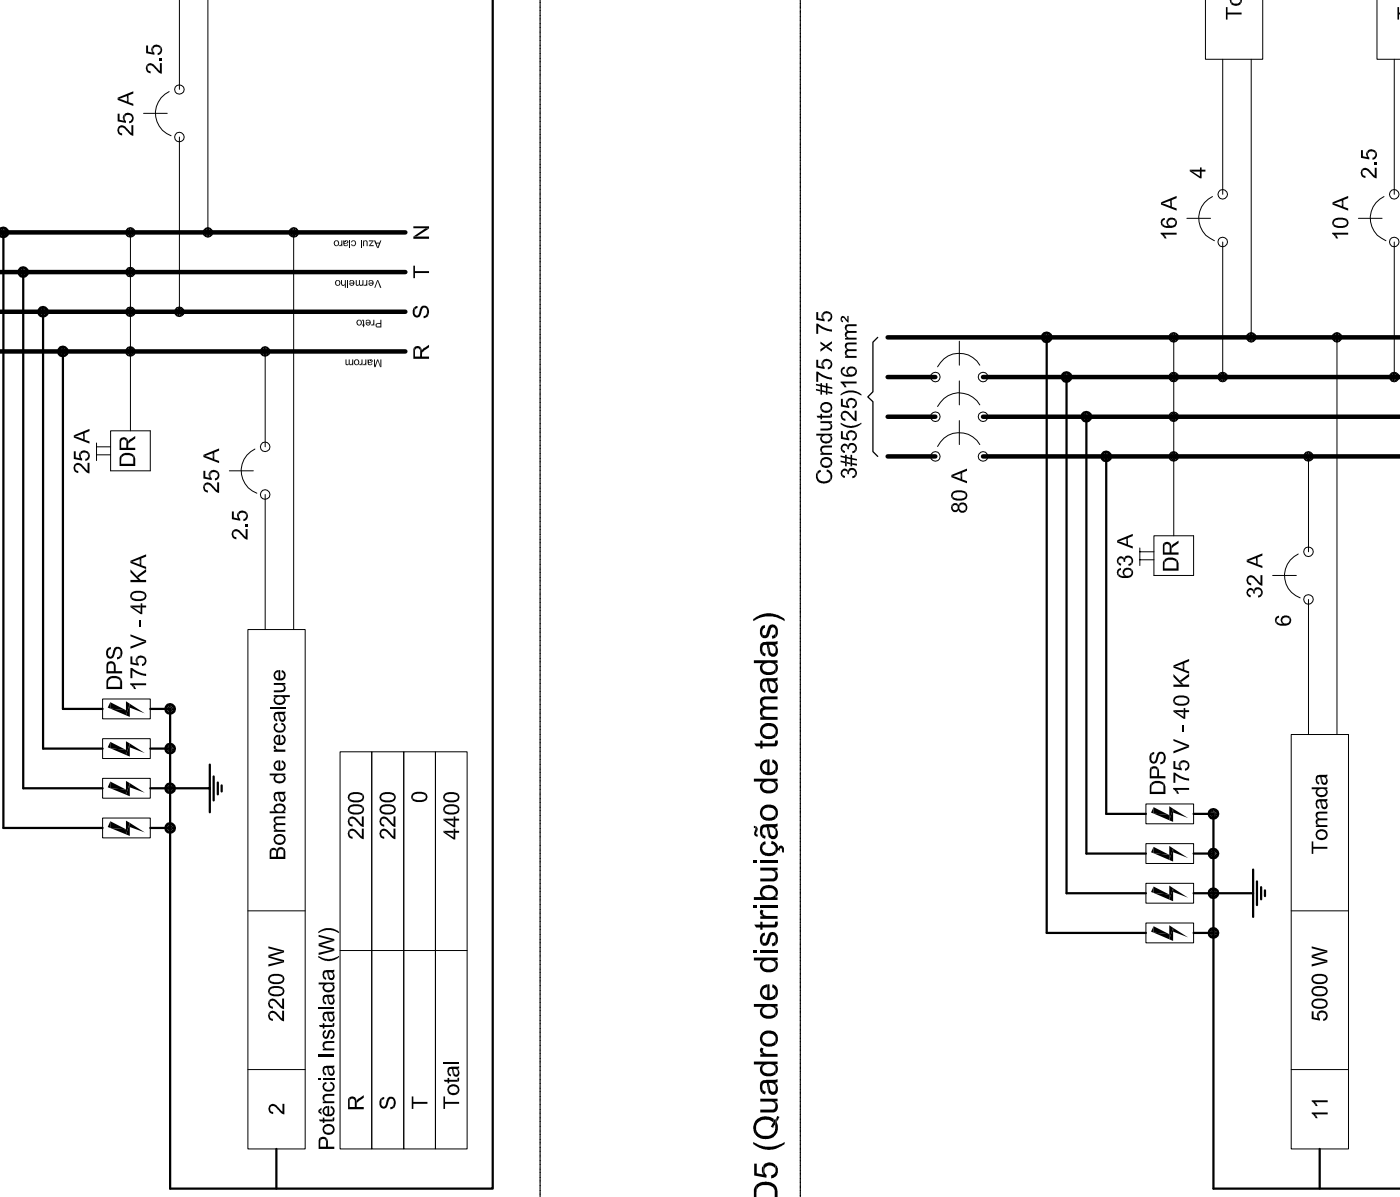 25 A
2.5
N
T
S
R
Azul claro
Vermelho
Preto
Marrom
25 A
DR
25 A
2.5
DPS
175 V - 40 KA
2
2200 W
Bomba de recalque
Potência Instalada (W)
R 2200
S 2200
T 0
Total 4400
D5 (Quadro de distribuição de tomadas)
Conduto #75 x 75
3#35(25)16 mm²
80 A
16 A
4
10 A
2.5
63 A
DR
32 A
6
DPS
175 V - 40 KA
11
5000 W
Tomada